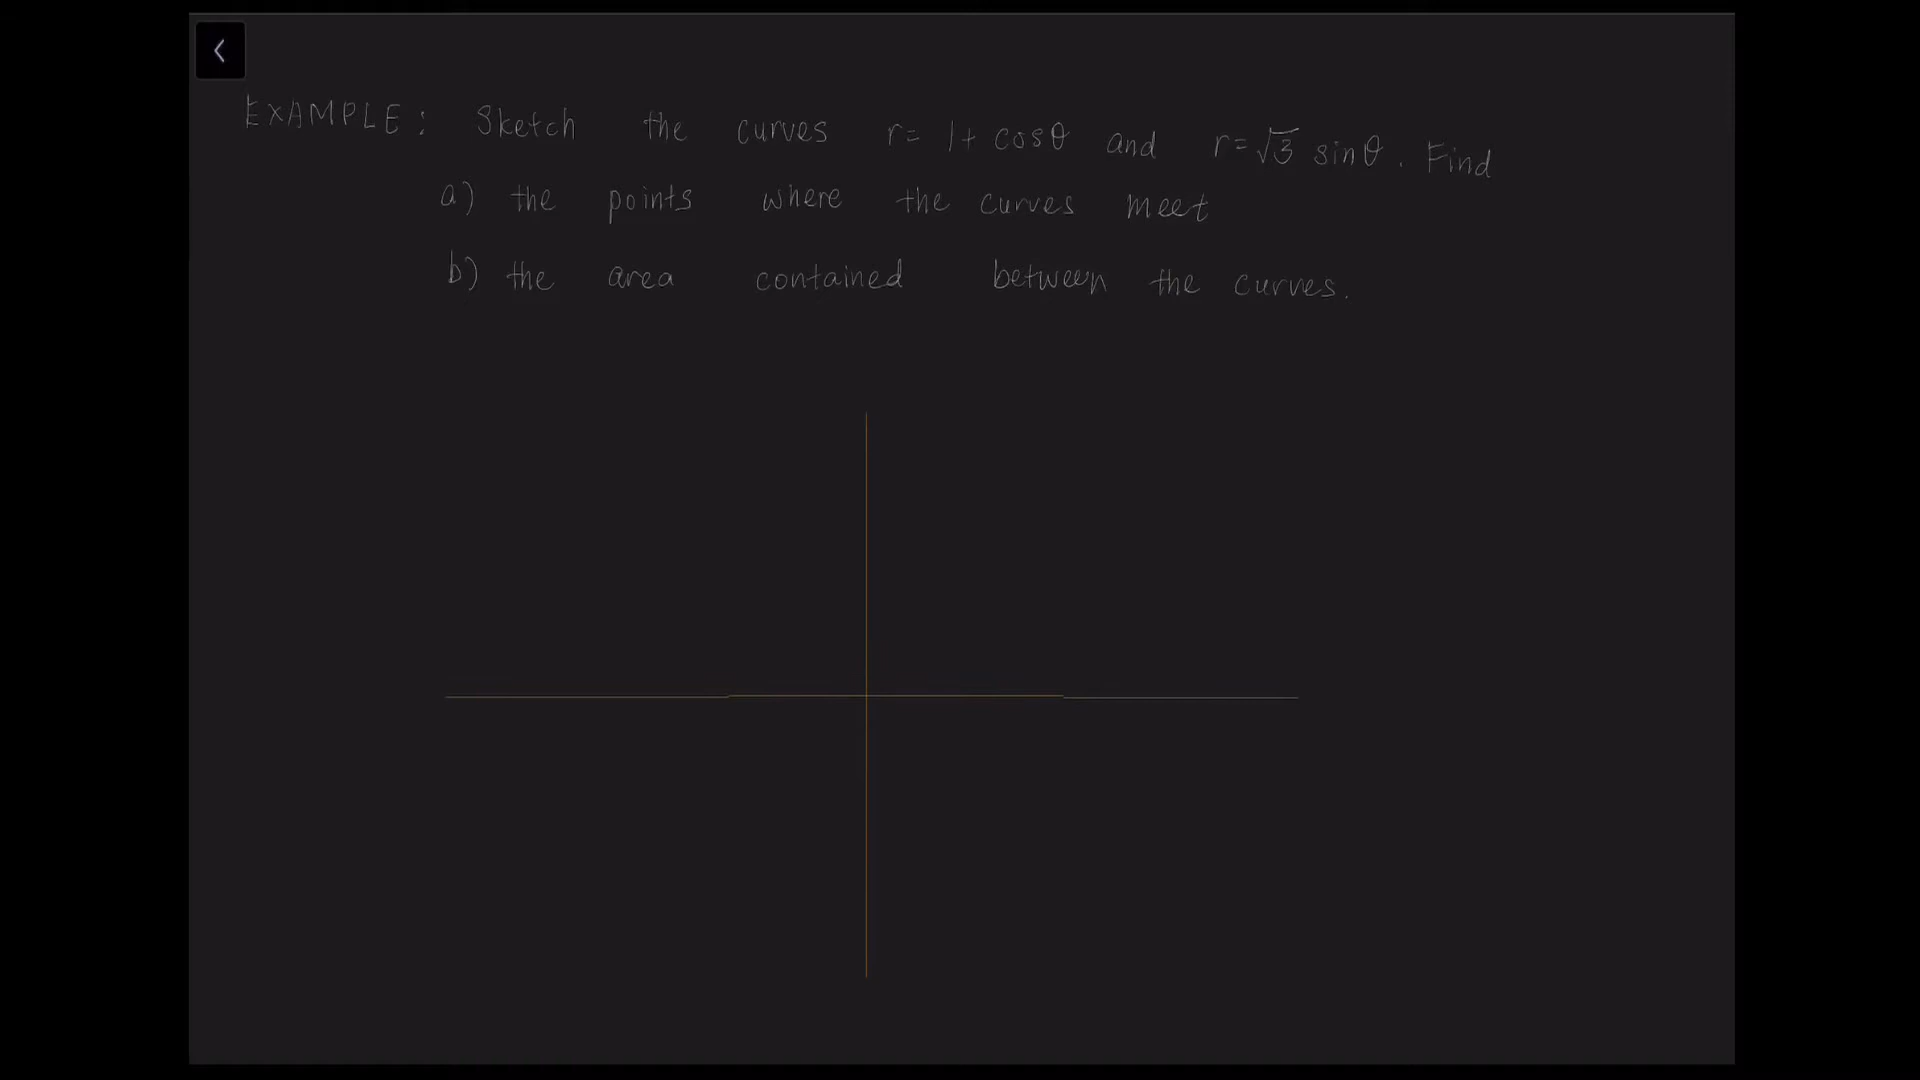 EXAMPLE: Sketch the curves r= 1+ cosθ and r=√3 sinθ. Find
a) the points where the curves meet
b) the area contained between the curves.